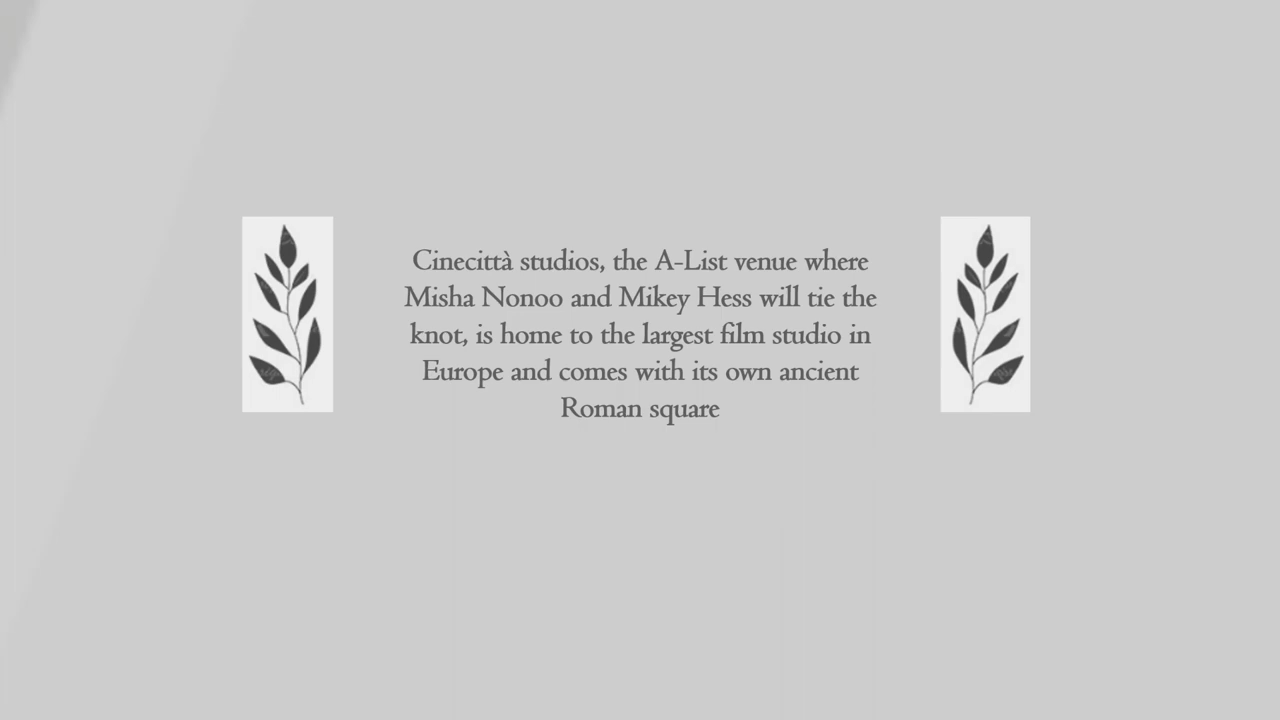 Cinecittà studios, the A-List venue where
Misha Nonoo and Mikey Hess will tie the
knot, is home to the largest film studio in
Europe and comes with its own ancient
Roman square